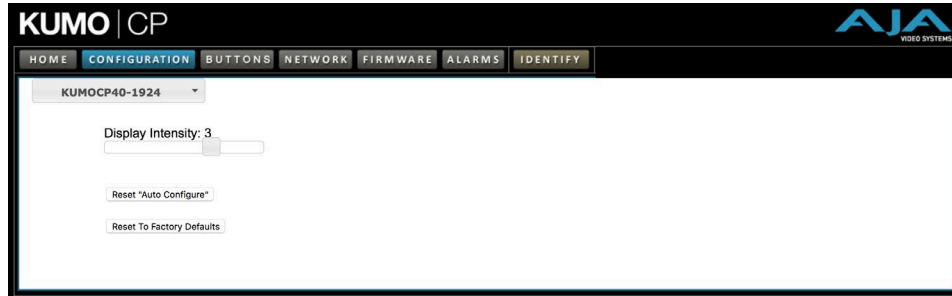 KUMO | CP
AJA
VIDEO SYSTEMS
HOME CONFIGURATION BUTTONS NETWORK FIRMWARE ALARMS IDENTIFY
KUMOCP40-1924
Display Intensity: 3
Reset "Auto Configure"
Reset To Factory Defaults